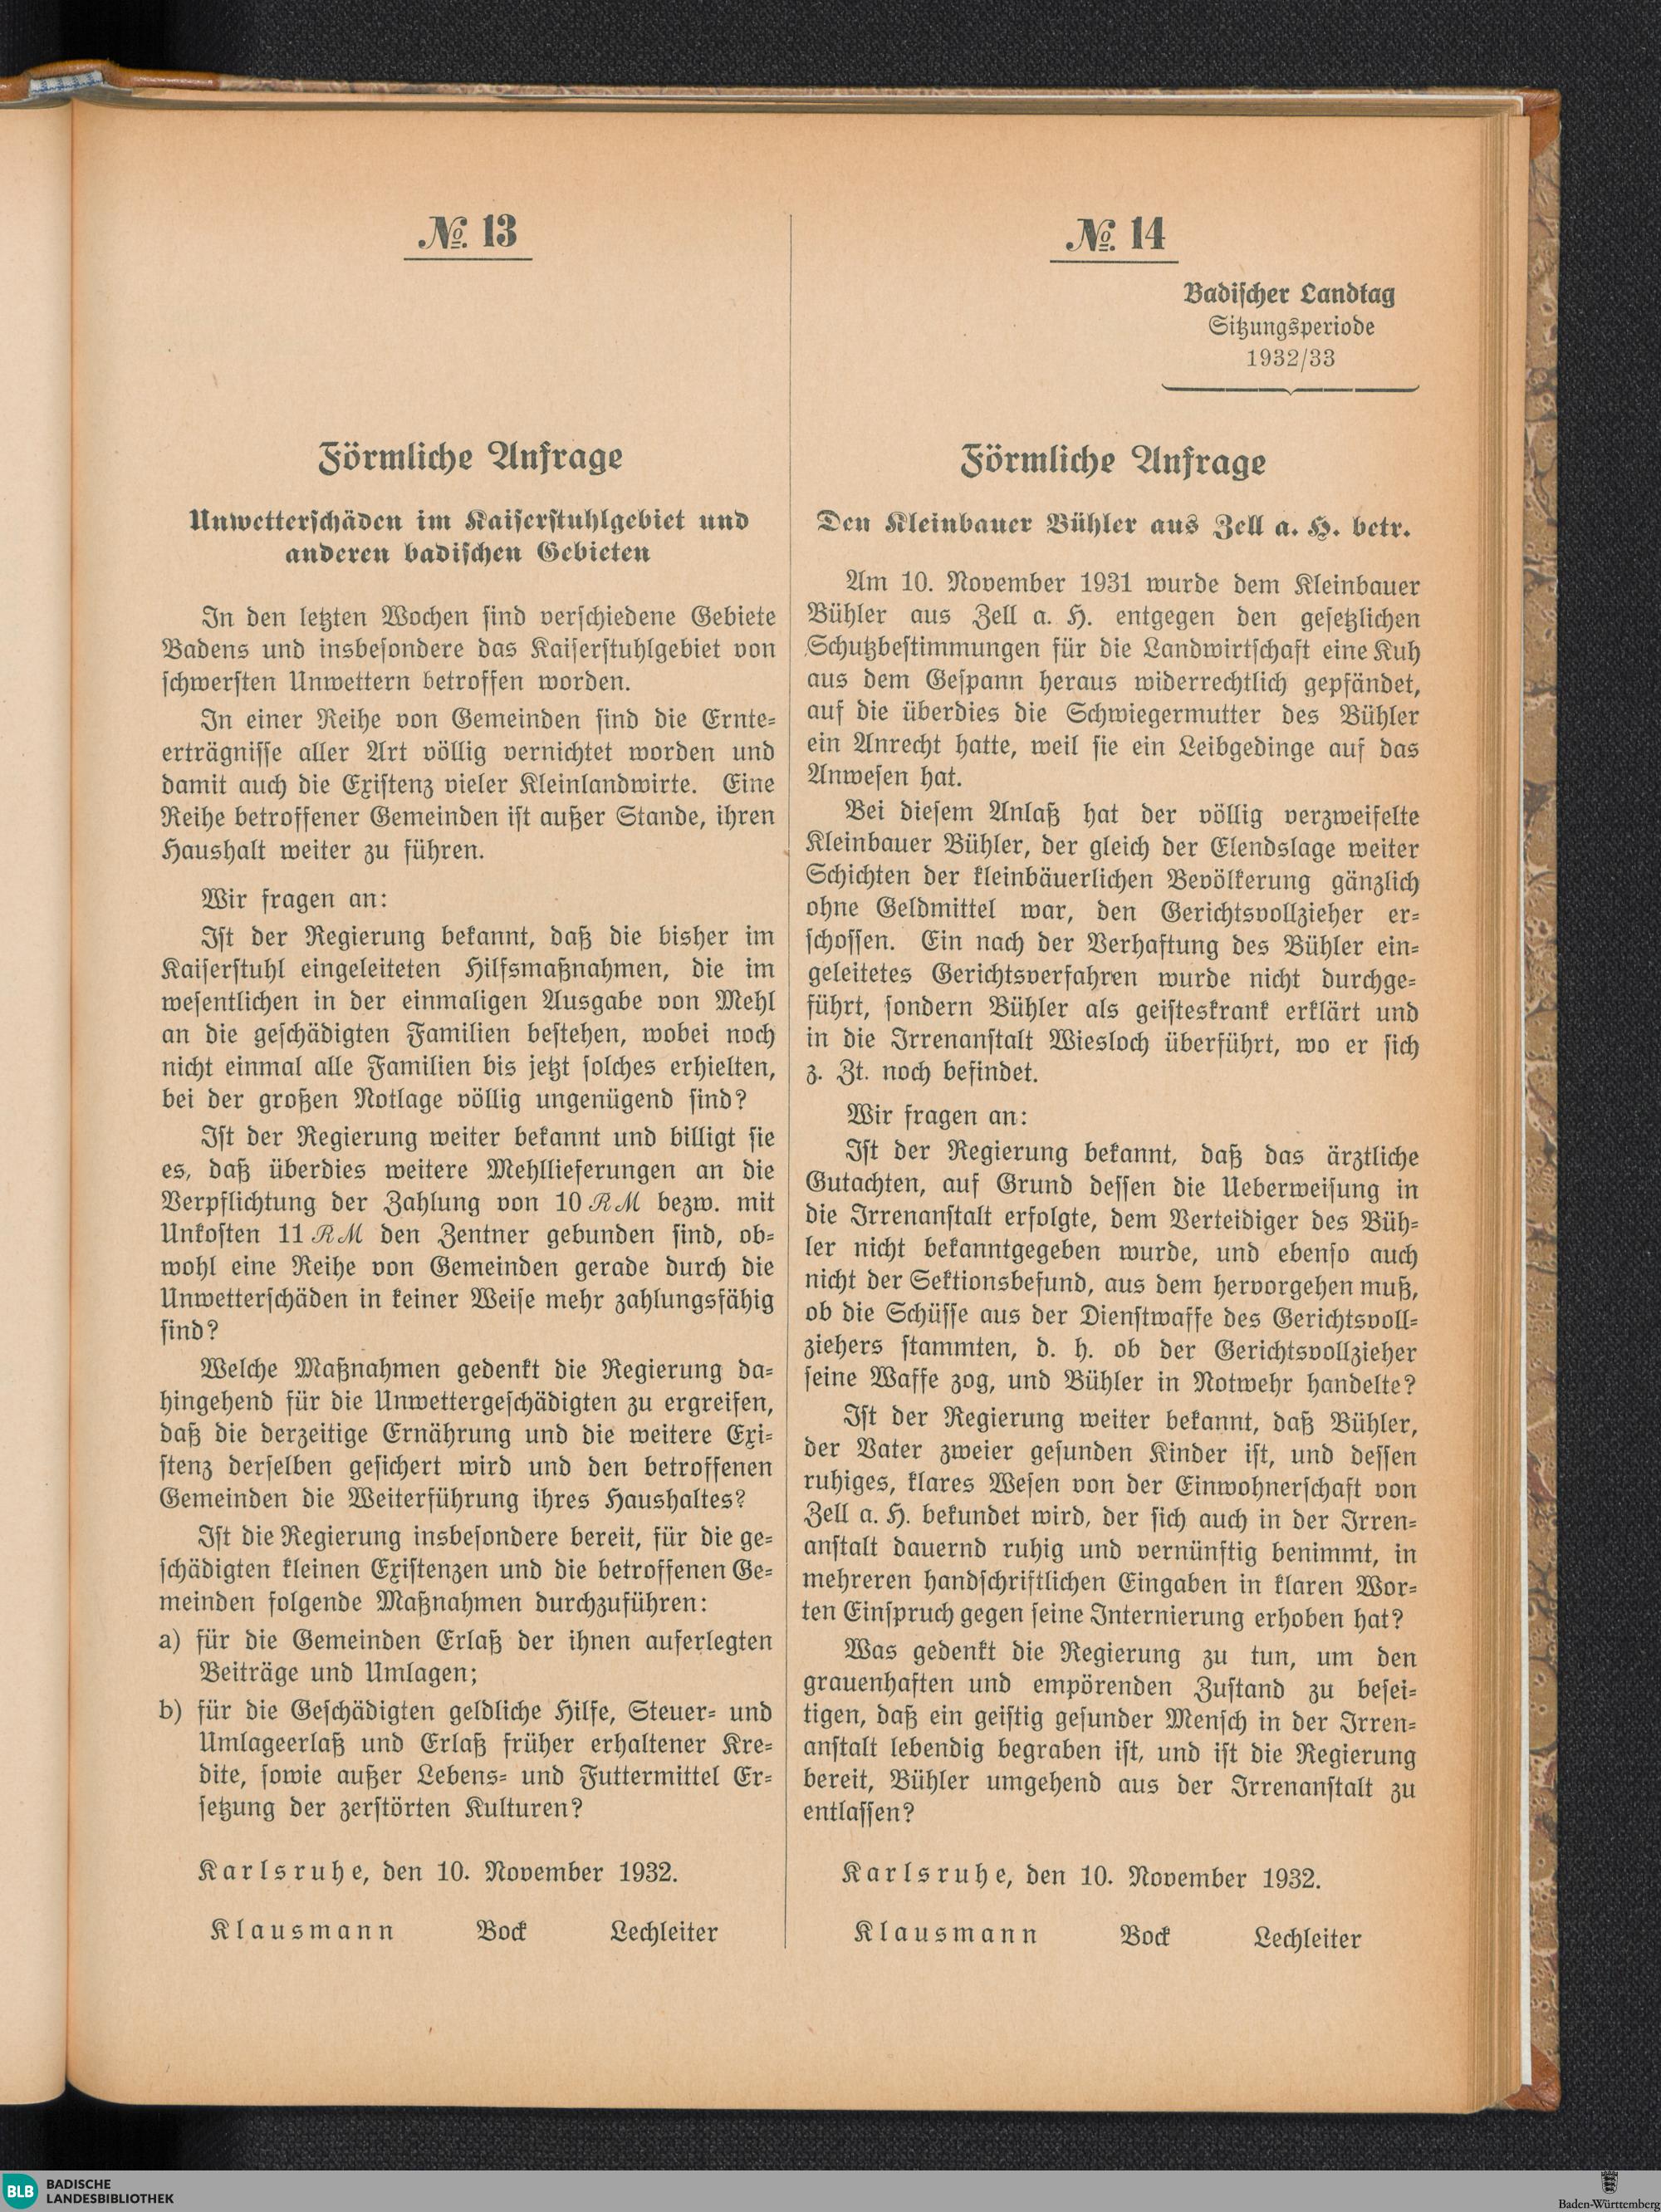 №. 13
Förmliche Anfrage
Unwetterschäden im Kaiserstuhlgebiet und
anderen badischen Gebieten
In den letzten Wochen sind verschiedene Gebiete
Badens und insbesondere das Kaiserstuhlgebiet von
schwersten Unwettern betroffen worden.
In einer Reihe von Gemeinden sind die Ernte-
erträgnisse aller Art völlig vernichtet worden und
damit auch die Existenz vieler Kleinlandwirte. Eine
Reihe betroffener Gemeinden ist außer Stande, ihren
Haushalt weiter zu führen.
Wir fragen an:
Ist der Regierung bekannt, daß die bisher im
Kaiserstuhl eingeleiteten Hilfsmaßnahmen, die im
wesentlichen in der einmaligen Ausgabe von Mehl
an die geschädigten Familien bestehen, wobei noch
nicht einmal alle Familien bis jetzt solches erhielten,
bei der großen Notlage völlig ungenügend sind?
Ist der Regierung weiter bekannt und billigt sie
es, daß überdies weitere Mehllieferungen an die
Verpflichtung der Zahlung von 10 RM bezw. mit
Unkosten 11 RM den Zentner gebunden sind, ob-
wohl eine Reihe von Gemeinden gerade durch die
Unwetterschäden in keiner Weise mehr zahlungsfähig
sind?
Welche Maßnahmen gedenkt die Regierung da-
hingehend für die Unwettergeschädigten zu ergreifen,
daß die derzeitige Ernährung und die weitere Exi-
stenz derselben gesichert wird und den betroffenen
Gemeinden die Weiterführung ihres Haushaltes?
Ist die Regierung insbesondere bereit, für die ge-
schädigten kleinen Existenzen und die betroffenen Ge-
meinden folgende Maßnahmen durchzuführen:
a) für die Gemeinden Erlaß der ihnen auferlegten
Beiträge und Umlagen;
b) für die Geschädigten geldliche Hilfe, Steuer- und
Umlageerlaß und Erlaß früher erhaltener Kre-
dite, sowie außer Lebens- und Futtermittel Er-
setzung der zerstörten Kulturen?
Karlsruhe, den 10. November 1932.
Klausmann Bock Lechleiter
№. 14
Badischer Landtag
Sitzungsperiode
1932/33
Förmliche Anfrage
Den Kleinbauer Bühler aus Zell a. H. betr.
Am 10. November 1931 wurde dem Kleinbauer
Bühler aus Zell a. H. entgegen den gesetzlichen
Schutzbestimmungen für die Landwirtschaft eine Kuh
aus dem Gespann heraus widerrechtlich gepfändet,
auf die überdies die Schwiegermutter des Bühler
ein Anrecht hatte, weil sie ein Leibgedinge auf das
Anwesen hat.
Bei diesem Anlaß hat der völlig verzweifelte
Kleinbauer Bühler, der gleich der Elendslage weiter
Schichten der kleinbäuerlichen Bevölkerung gänzlich
ohne Geldmittel war, den Gerichtsvollzieher er-
schossen. Ein nach der Verhaftung des Bühler ein-
geleitetes Gerichtsverfahren wurde nicht durchge-
führt, sondern Bühler als geisteskrank erklärt und
in die Irrenanstalt Wiesloch überführt, wo er sich
z. Zt. noch befindet.
Wir fragen an:
Ist der Regierung bekannt, daß das ärztliche
Gutachten, auf Grund dessen die Ueberweisung in
die Irrenanstalt erfolgte, dem Verteidiger des Büh-
ler nicht bekanntgegeben wurde, und ebenso auch
nicht der Sektionsbefund, aus dem hervorgehen muß,
ob die Schüsse aus der Dienstwaffe des Gerichtsvoll-
ziehers stammten, d. h. ob der Gerichtsvollzieher
seine Waffe zog, und Bühler in Notwehr handelte?
Ist der Regierung weiter bekannt, daß Bühler,
der Vater zweier gesunden Kinder ist, und dessen
ruhiges, klares Wesen von der Einwohnerschaft von
Zell a. H. bekundet wird, der sich auch in der Irren-
anstalt dauernd ruhig und vernünftig benimmt, in
mehreren handschriftlichen Eingaben in klaren Wor-
ten Einspruch gegen seine Internierung erhoben hat?
Was gedenkt die Regierung zu tun, um den
grauenhaften und empörenden Zustand zu besei-
tigen, daß ein geistig gesunder Mensch in der Irren-
anstalt lebendig begraben ist, und ist die Regierung
bereit, Bühler umgehend aus der Irrenanstalt zu
entlassen?
Karlsruhe, den 10. November 1932.
Klausmann Bock Lechleiter
BLB BADISCHE
LANDESBIBLIOTHEK
Baden-Württemberg